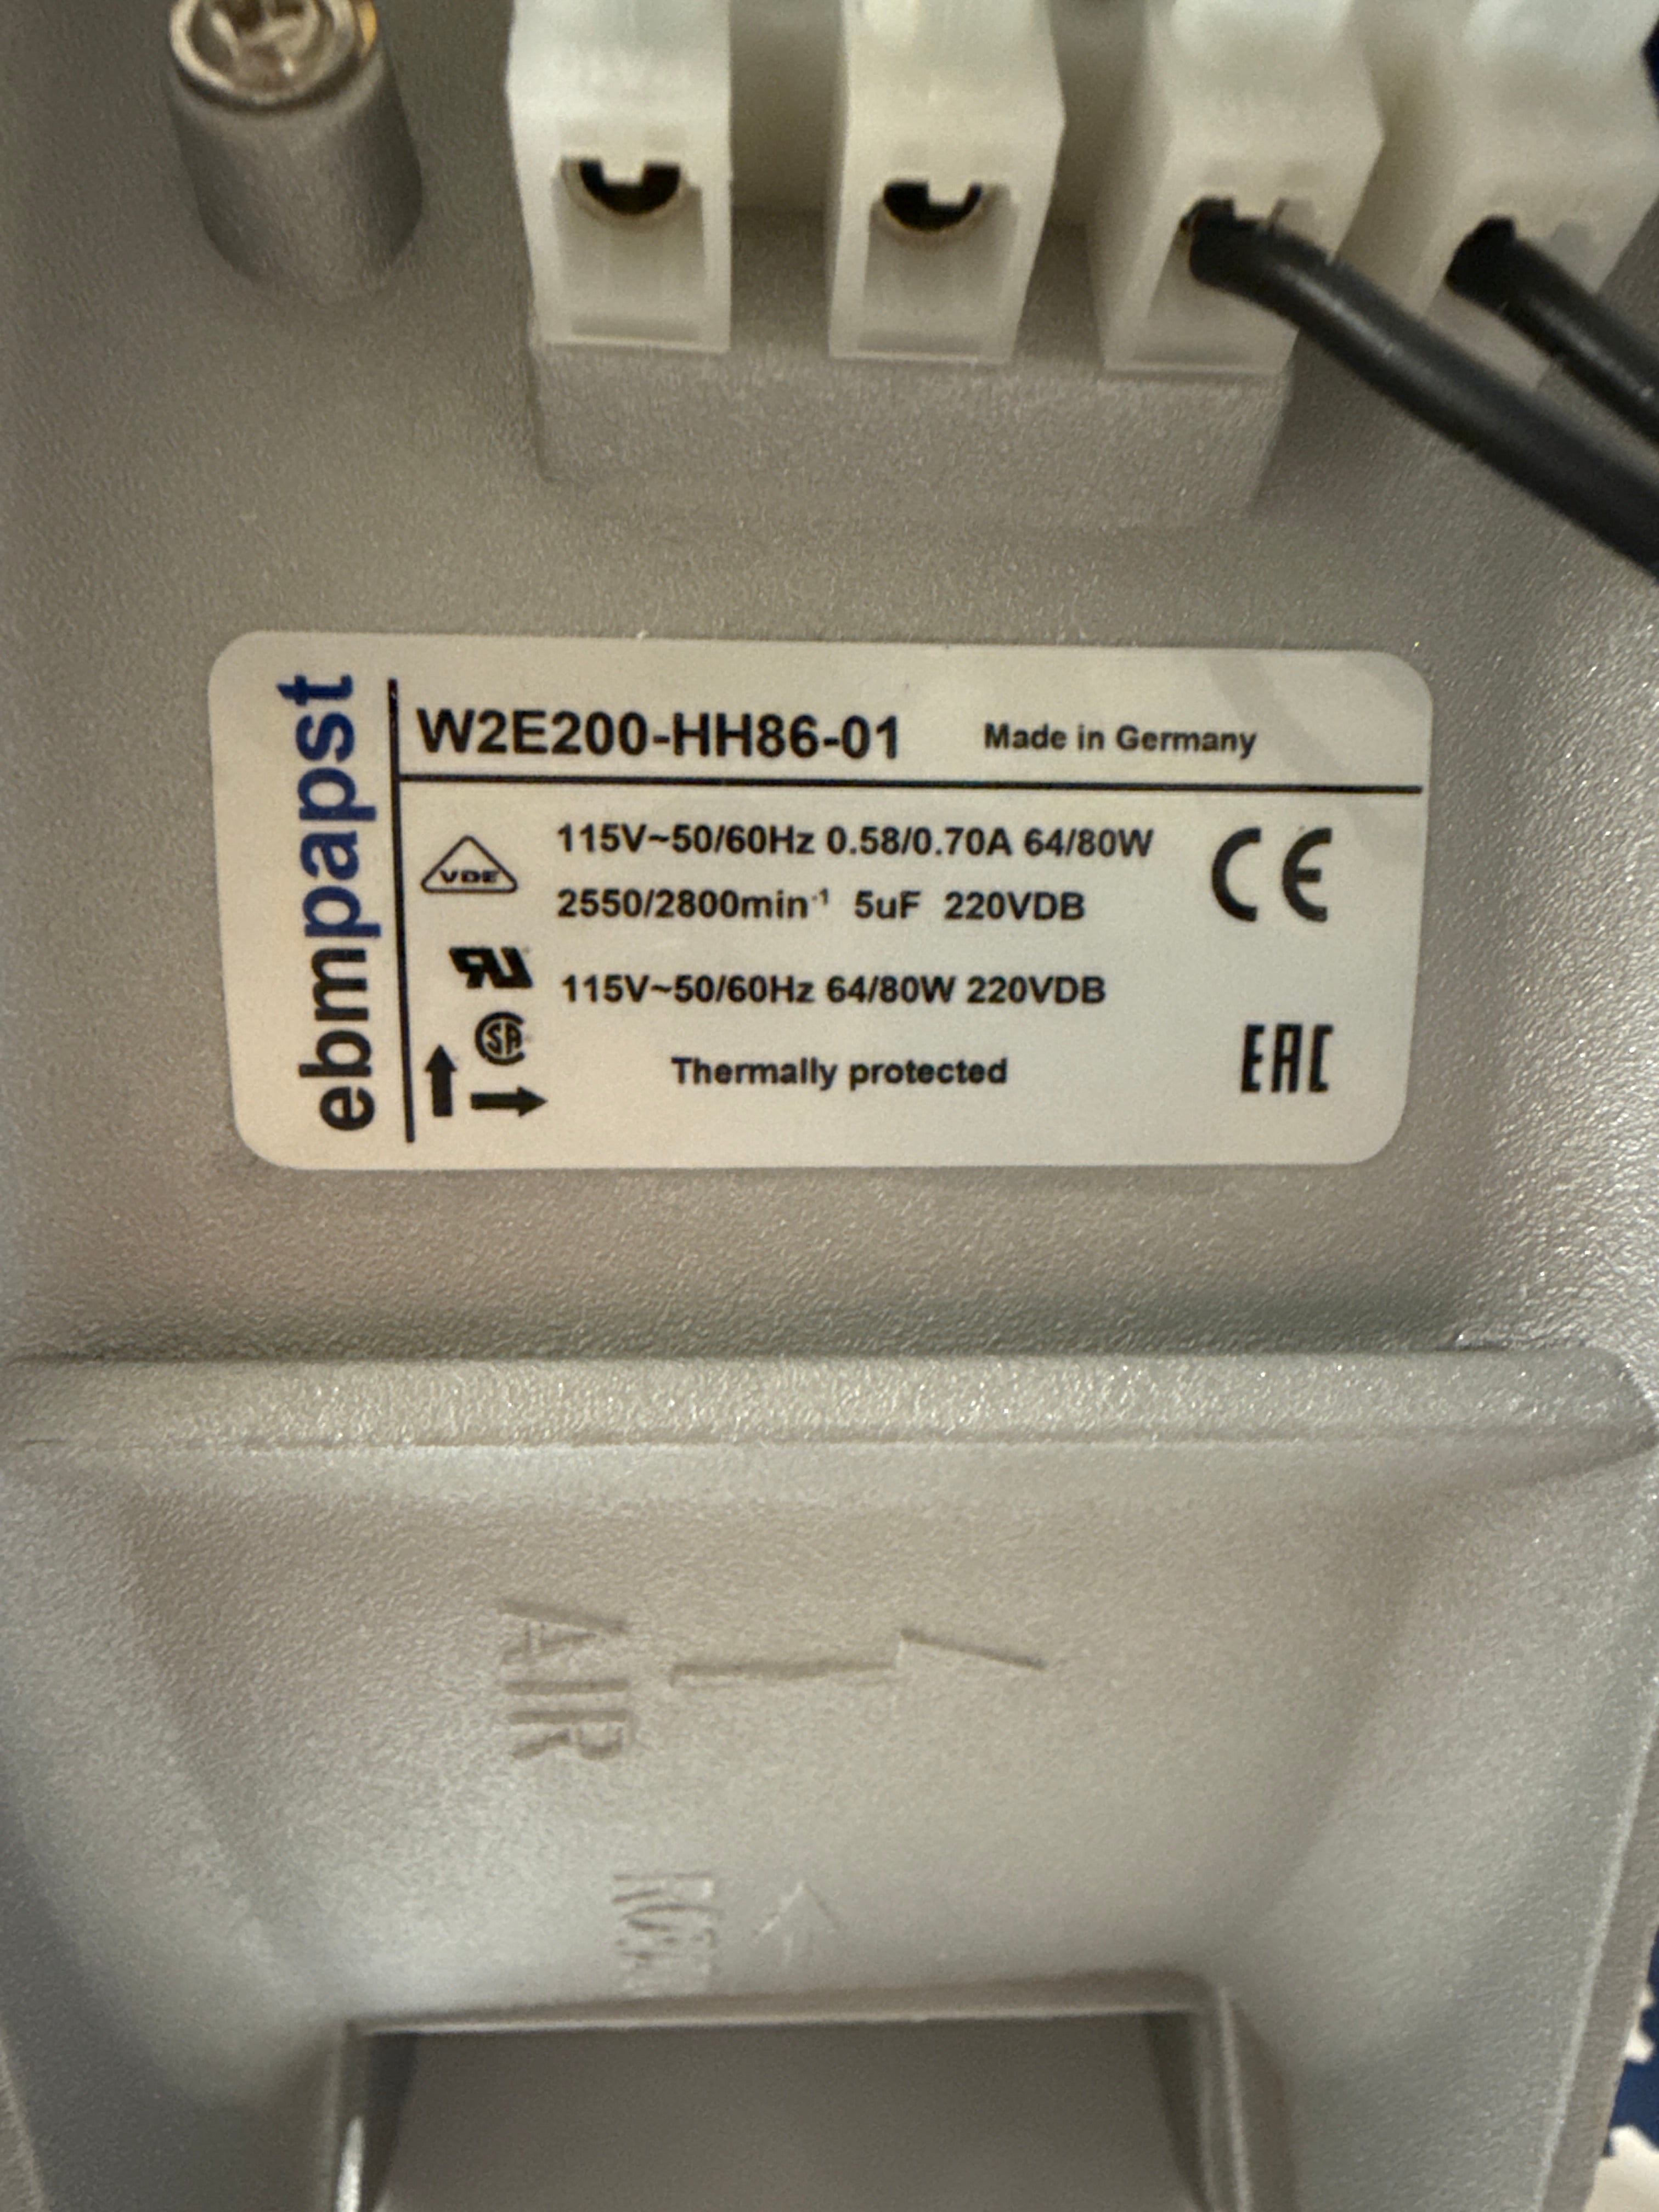 ebmpapst
W2E200-HH86-01 Made in Germany
VDE
115V~50/60Hz 0.58/0.70A 64/80W
CE
2550/2800min⁻¹ 5uF 220VDB
115V~50/60Hz 64/80W 220VDB
SA
EAC
Thermally protected
AIR